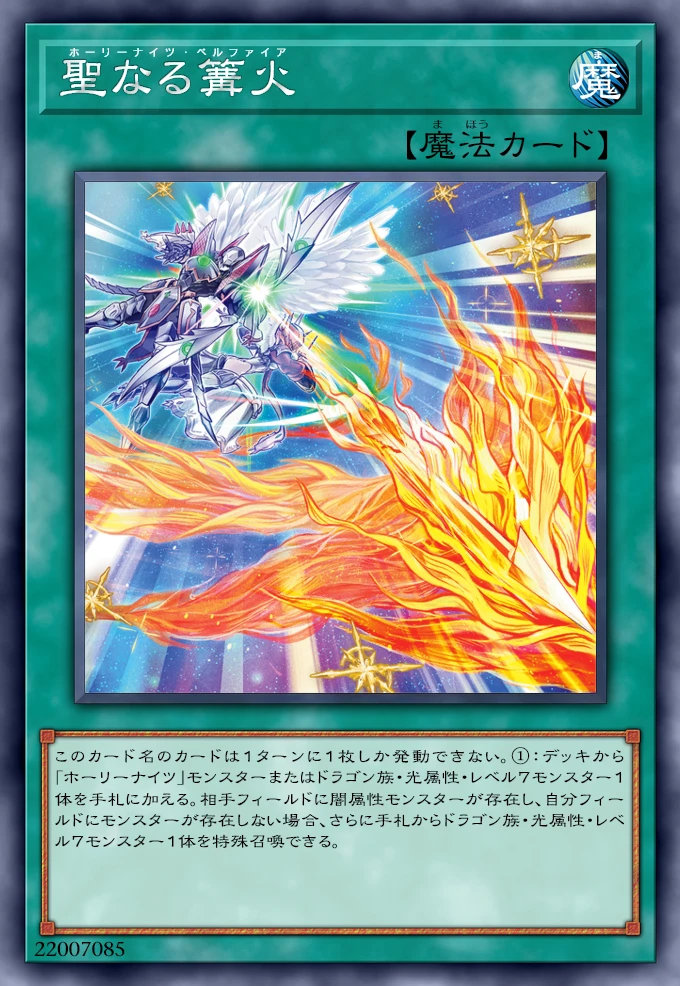 ホーリーナイツ・ベルファイア
聖なる篝火
ま
魔
ま ほう
【魔法カード】
このカード名のカードは１ターンに１枚しか発動できない。①：デッキから
「ホーリーナイツ」モンスターまたはドラゴン族・光属性・レベル７モンスター１
体を手札に加える。相手フィールドに闇属性モンスターが存在し、自分フィー
ルドにモンスターが存在しない場合、さらに手札からドラゴン族・光属性・レベ
ル７モンスター１体を特殊召喚できる。
22007085